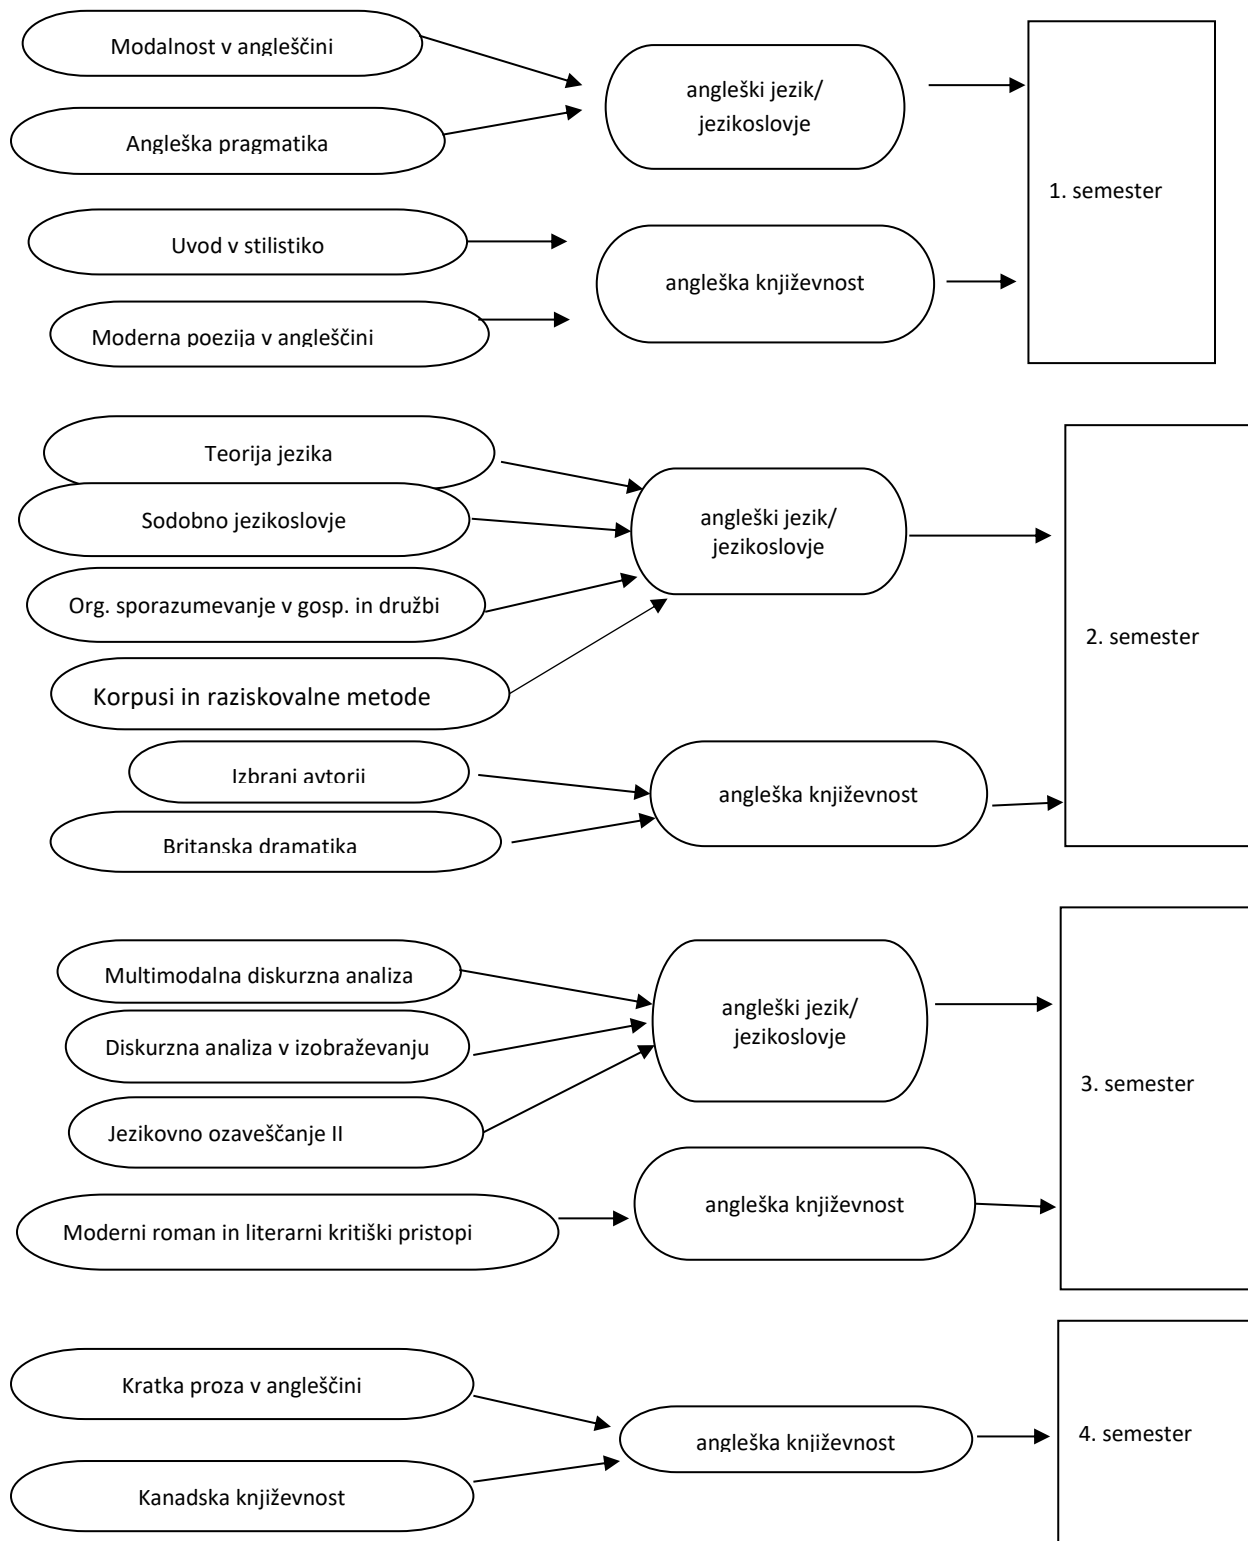 Modalnost v angleščini
angleški jezik/
jezikoslovje
Angleška pragmatika
1. semester
Uvod v stilistiko
angleška književnost
Moderna poezija v angleščini
Teorija jezika
Sodobno jezikoslovje
angleški jezik/
jezikoslovje
Org. sporazumevanje v gosp. in družbi
2. semester
Korpusi in raziskovalne metode
Izbrani avtorji
angleška književnost
Britanska dramatika
Multimodalna diskurzna analiza
angleški jezik/
jezikoslovje
Diskurzna analiza v izobraževanju
3. semester
Jezikovno ozaveščanje II
angleška književnost
Moderni roman in literarni kritiški pristopi
Kratka proza v angleščini
4. semester
angleška književnost
Kanadska književnost